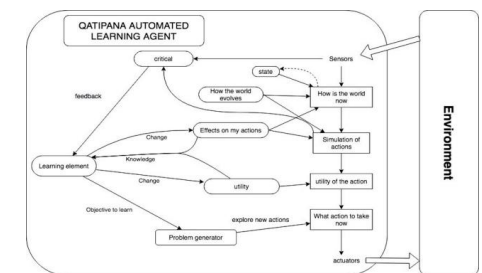 QATIPANA AUTOMATED
LEARNING AGENT
critical
Sensors
state
feedback
How the world
evolves
How is the world
now
Change
Effects on my actions
Simulation of
actions
Learning element
Knowledge
Change
utility
utility of the action
Objective to learn
explore new actions
What action to take
now
Problem generator
actuators
Environment